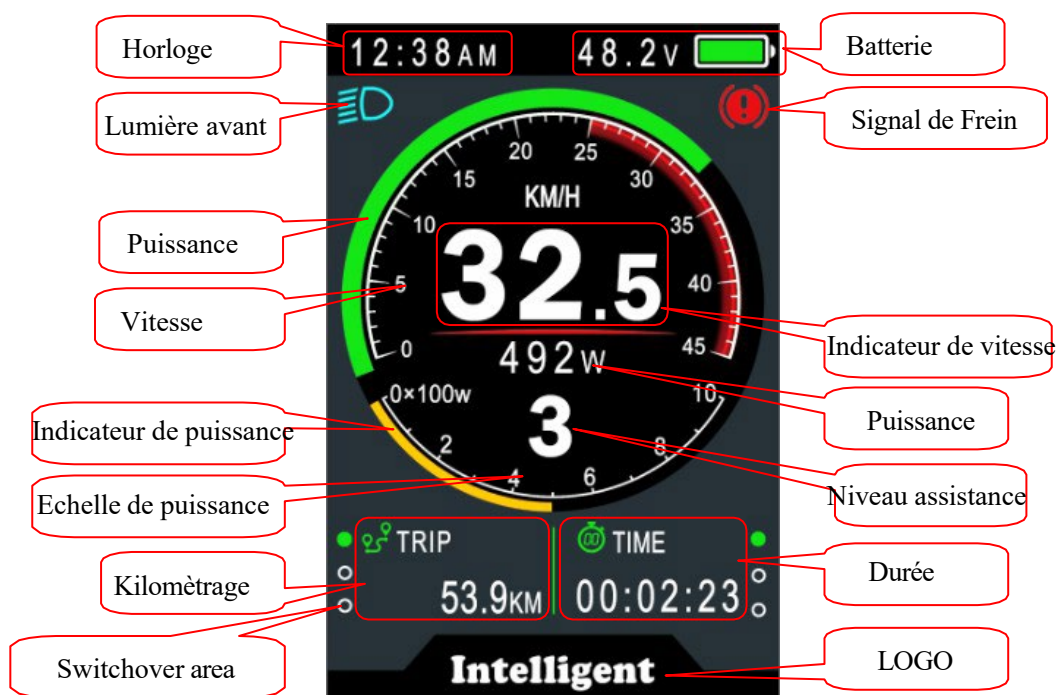 Horloge
12:38AM
48.2V
Batterie
Lumière avant
Signal de Frein
20
25
15
30
KM/H
10
35
Puissance
32.5
5
40
Vitesse
0
45
Indicateur de vitesse
492W
0×100w
10
Puissance
Indicateur de puissance
3
2
8
4
6
Echelle de puissance
Niveau assistance
TRIP
00
TIME
Durée
Kilomètrage
53.9KM
00:02:23
Switchover area
Intelligent
LOGO